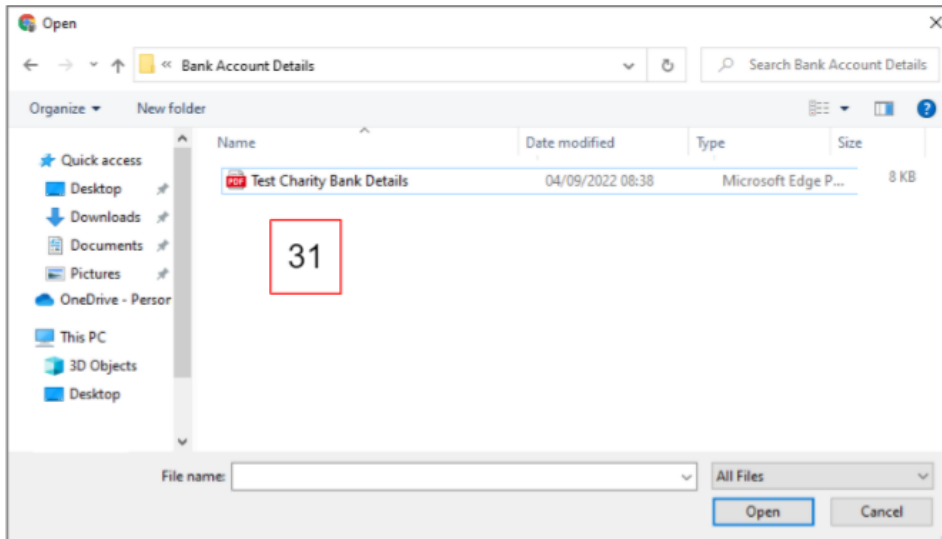 Open
« Bank Account Details
Search Bank Account Details
Organize
New folder
Name
Date modified
Type
Size
Quick access
PDF Test Charity Bank Details
04/09/2022 08:38
Microsoft Edge P...
8 KB
Desktop
Downloads
Documents
Pictures
OneDrive - Person
This PC
3D Objects
Desktop
31
File name:
All Files
Open
Cancel